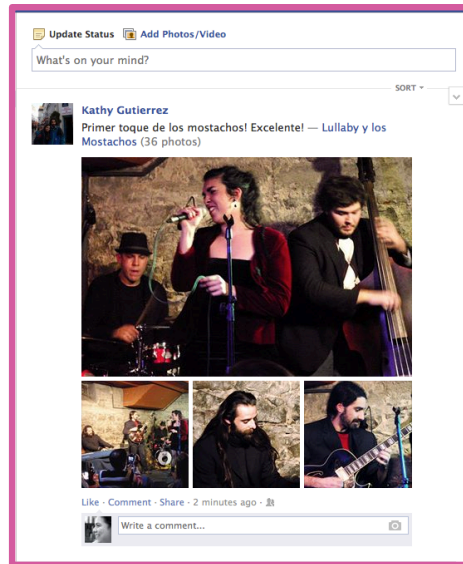 Update Status Add Photos/Video
What's on your mind?
SORT
Kathy Gutierrez
Primer toque de los mostachos! Excelente! — Lullaby y los
Mostachos (36 photos)
Like · Comment · Share · 2 minutes ago ·
Write a comment...